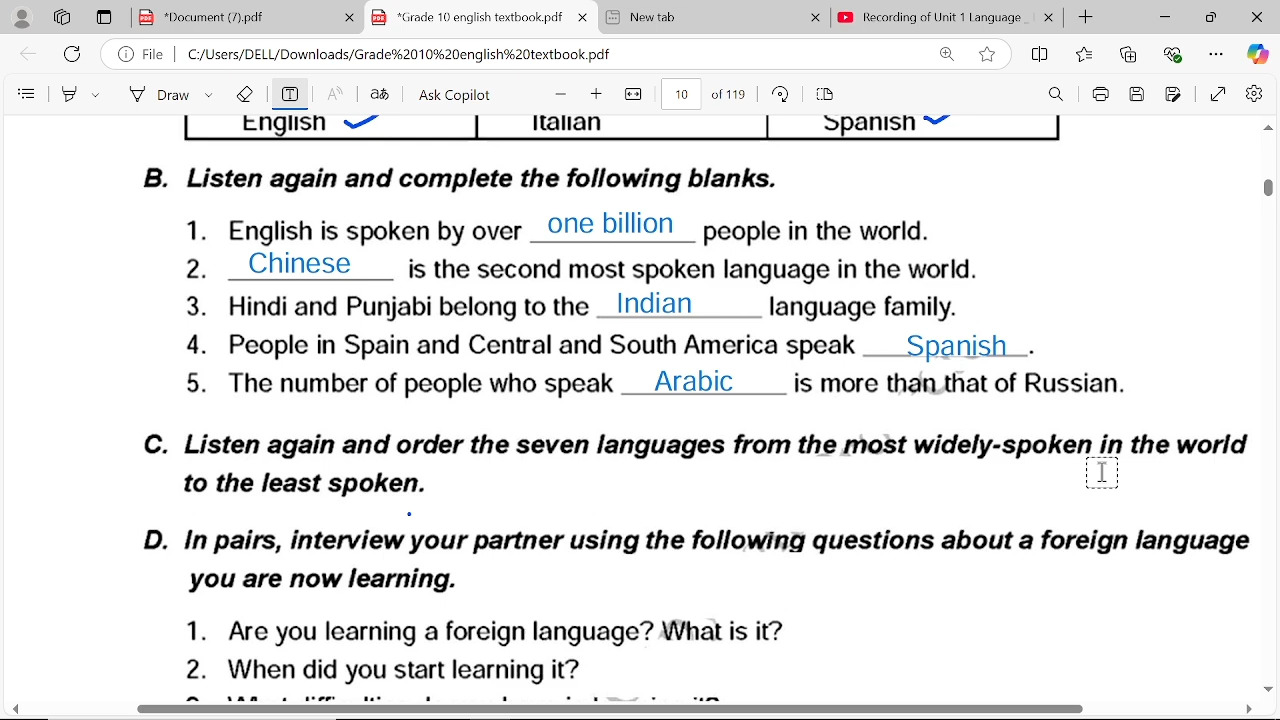 *Document (7).pdf
*Grade 10 english textbook.pdf
New tab
Recording of Unit 1 Language _
File
C:/Users/DELL/Downloads/Grade%2010%20english%20textbook.pdf
Draw
Ask Copilot
10 of 119
English Italian Spanish
B. Listen again and complete the following blanks.
1. English is spoken by over one billion people in the world.
2. Chinese is the second most spoken language in the world.
3. Hindi and Punjabi belong to the Indian language family.
4. People in Spain and Central and South America speak Spanish.
5. The number of people who speak Arabic is more than that of Russian.
C. Listen again and order the seven languages from the most widely-spoken in the world
to the least spoken.
D. In pairs, interview your partner using the following questions about a foreign language
you are now learning.
1. Are you learning a foreign language? What is it?
2. When did you start learning it?